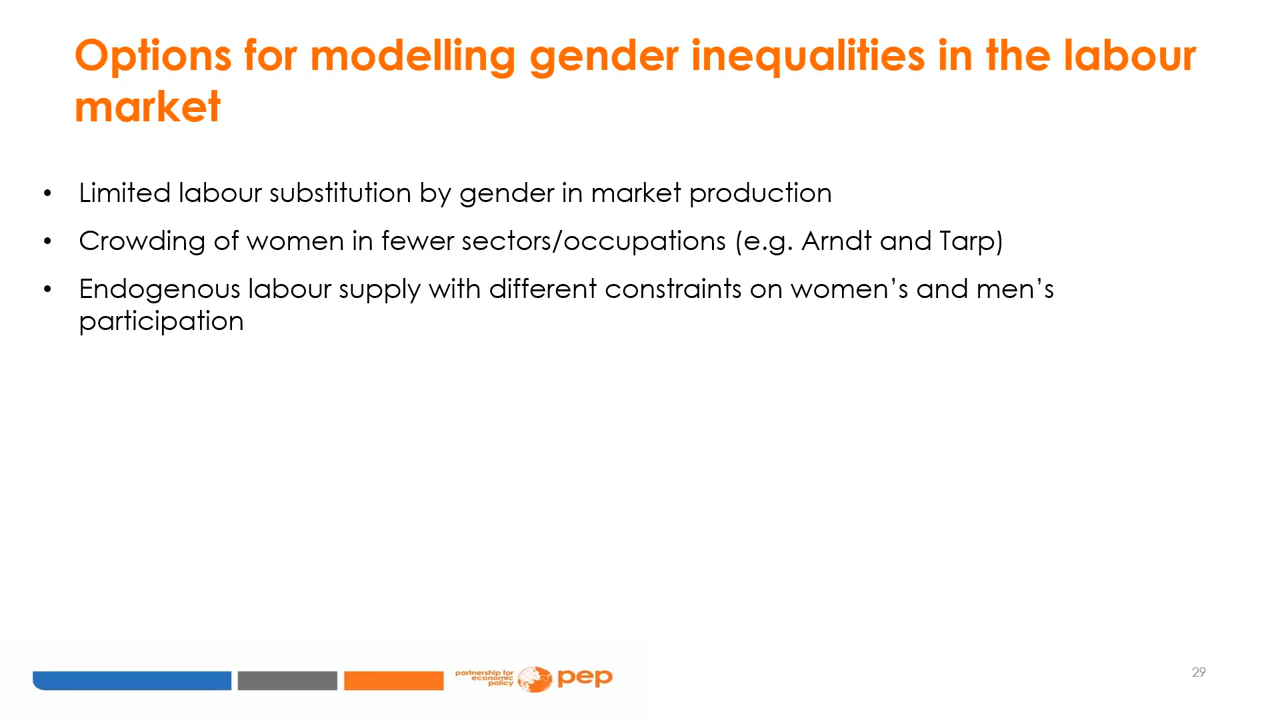 Options for modelling gender inequalities in the labour
market
• Limited labour substitution by gender in market production
• Crowding of women in fewer sectors/occupations (e.g. Arndt and Tarp)
• Endogenous labour supply with different constraints on women’s and men’s
participation
partnership for
economic
policy
pep
29